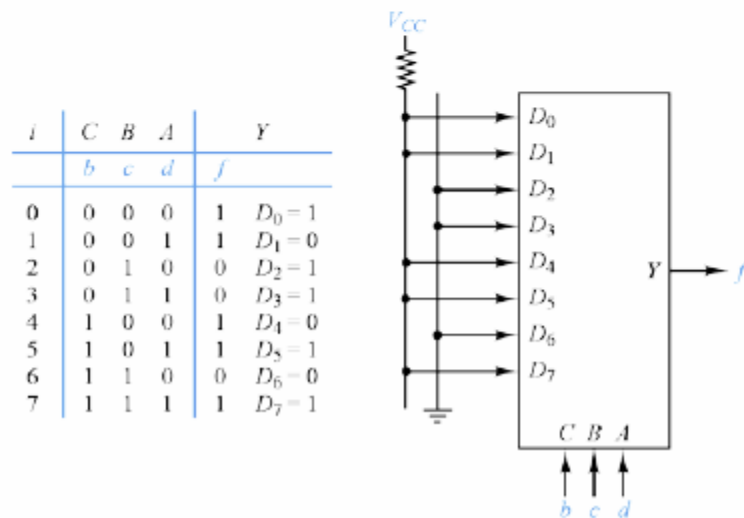 i C B A Y
b c d f
0 0 0 0 1 D₀ = 1
1 0 0 1 1 D₁ = 0
2 0 1 0 0 D₂ = 1
3 0 1 1 0 D₃ = 1
4 1 0 0 1 D₄ = 0
5 1 0 1 1 D₅ = 1
6 1 1 0 0 D₆ = 0
7 1 1 1 1 D₇ = 1
V_CC
D₀
D₁
D₂
D₃
D₄
D₅
D₆
D₇
Y
f
C B A
b c d